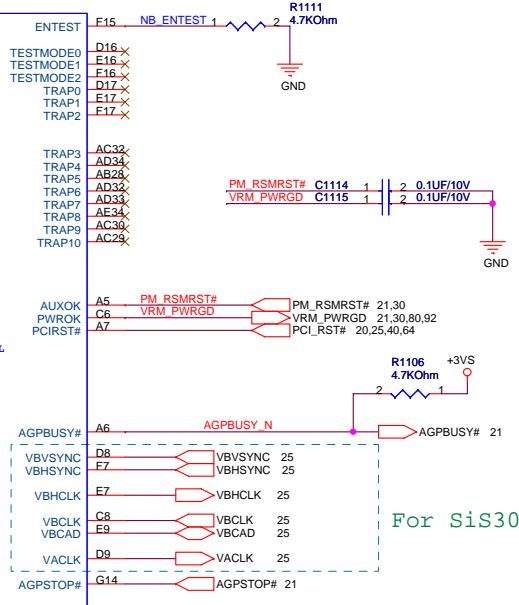 R1111
ENTEST F15 NB_ENTEST 1 2 4.7KOhm
GND
TESTMODE0 D16
TESTMODE1 E16
TESTMODE2 F16
TRAP0 D17
TRAP1 E17
TRAP2 F17
TRAP3 AC32
TRAP4 AD34
TRAP5 AB28
TRAP6 AD32
TRAP7 AD33
TRAP8 AE34
TRAP9 AC30
TRAP10 AC29
PM_RSMRST# C1114 1 2 0.1UF/10V
VRM_PWRGD C1115 1 2 0.1UF/10V
GND
AUXOK A5 PM_RSMRST# PM_RSMRST# 21,30
PWROK C6 VRM_PWRGD VRM_PWRGD 21,30,80,92
PCIRST# A7 PCI_RST# 20,25,40,64
L
R1106 +3VS
4.7KOhm
2 1
AGPBUSY# A6 AGPBUSY_N AGPBUSY# 21
VBVSYNC D8 VBVSYNC 25
VBHSYNC F7 VBHSYNC 25
VBHCLK E7 VBHCLK 25
VBCLK C8 VBCLK 25
VBCAD E9 VBCAD 25
For SiS30
VACLK D9 VACLK 25
AGPSTOP# G14 AGPSTOP# 21